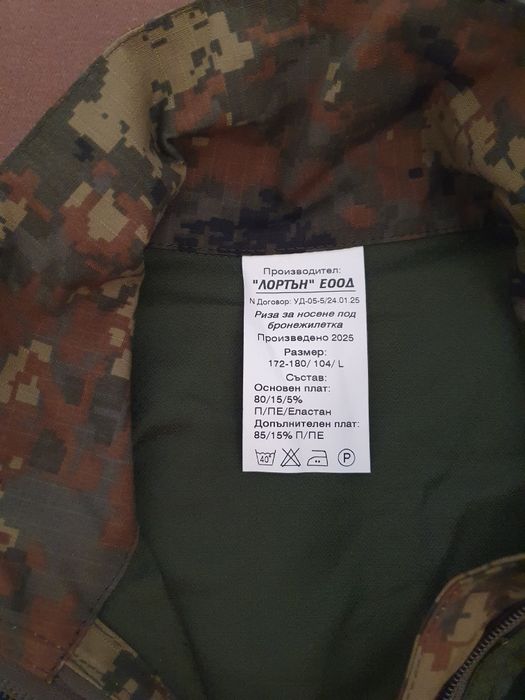 Производител:
"ЛОРТЪН" ЕООД
N Договор: УД-05-5/24.01.25
Риза за носене под
бронежилетка
Произведено 2025
Размер:
172-180/ 104/ L
Състав:
Основен плат:
80/15/5%
П/ПЕ/Еластан
Допълнителен плат:
85/15% П/ПЕ
40° P